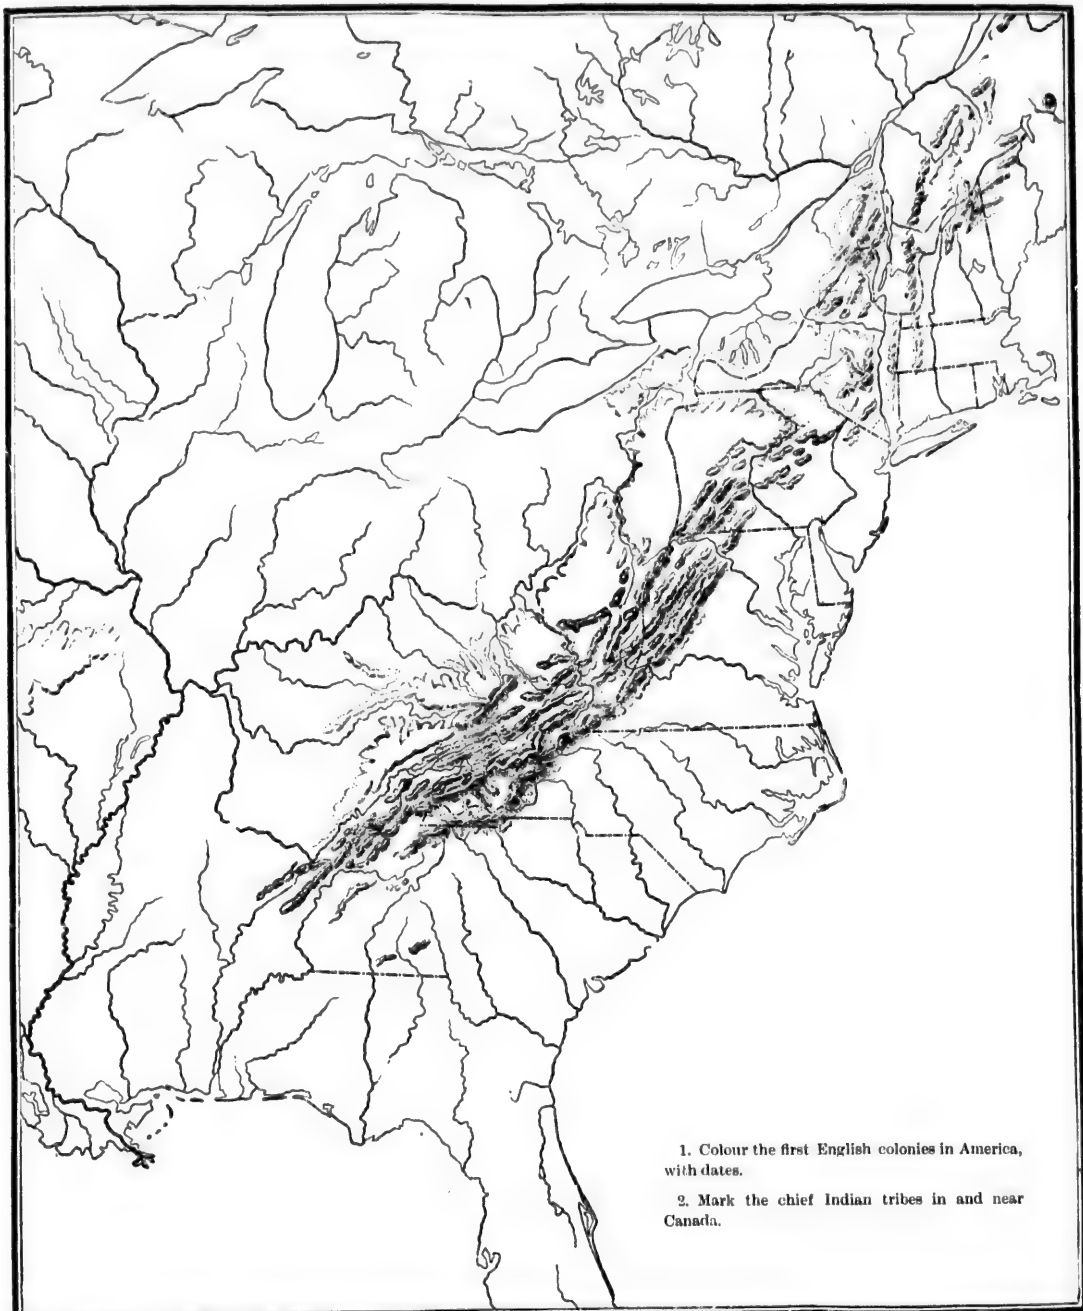 1. Colour the first English colonies in America,
with dates.
2. Mark the chief Indian tribes in and near
Canada.